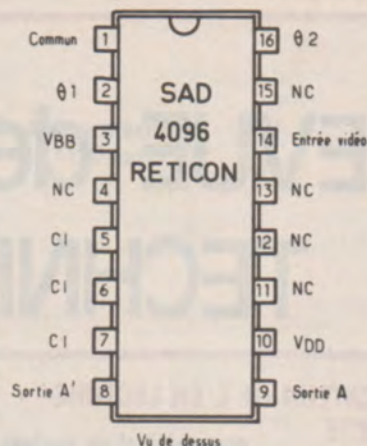 Commun 1 16 θ2
θ1 2 15 NC
VBB 3 14 Entrée vidéo
NC 4 13 NC
CI 5 12 NC
CI 6 11 NC
CI 7 10 VDD
Sortie A' 8 9 Sortie A
SAD
4096
RETICON
Vu de dessus